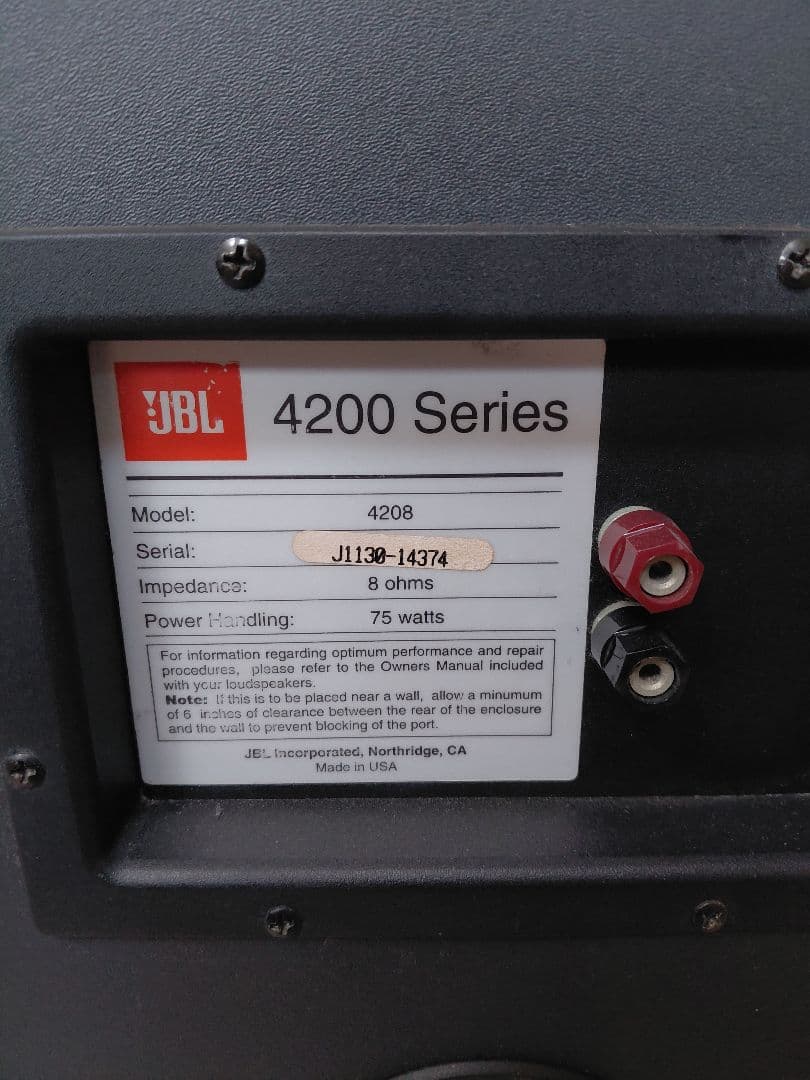 JBL 4200 Series
Model: 4208
Serial: J1130-14374
Impedance: 8 ohms
Power Handling: 75 watts
For information regarding optimum performance and repair
procedures, please refer to the Owners Manual included
with your loudspeakers.
Note: If this is to be placed near a wall, allow a minumum
of 6 inches of clearance between the rear of the enclosure
and the wall to prevent blocking of the port.
JBL Incorporated, Northridge, CA
Made in USA